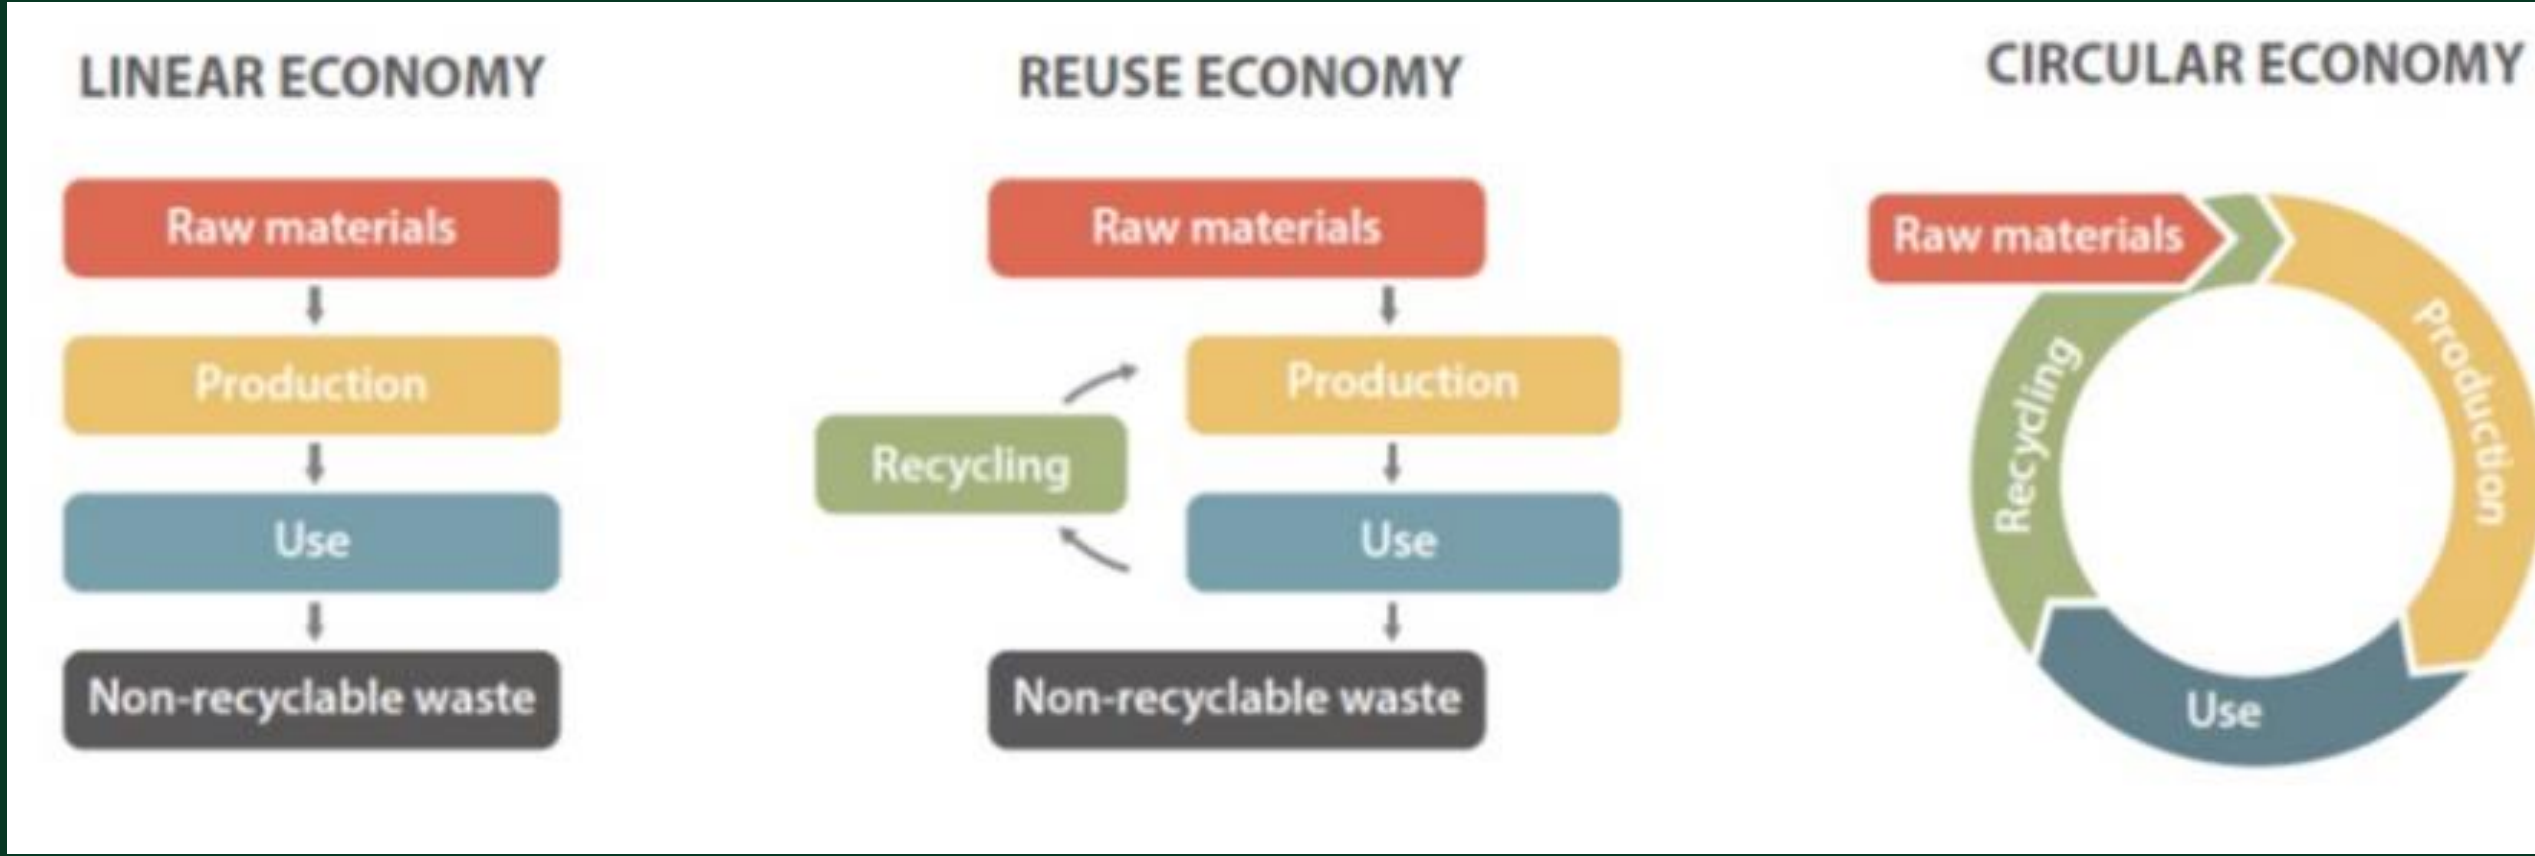 LINEAR ECONOMY
Raw materials
Production
Use
Non-recyclable waste
REUSE ECONOMY
Raw materials
Production
Recycling
Use
Non-recyclable waste
CIRCULAR ECONOMY
Raw materials
Production
Recycling
Use